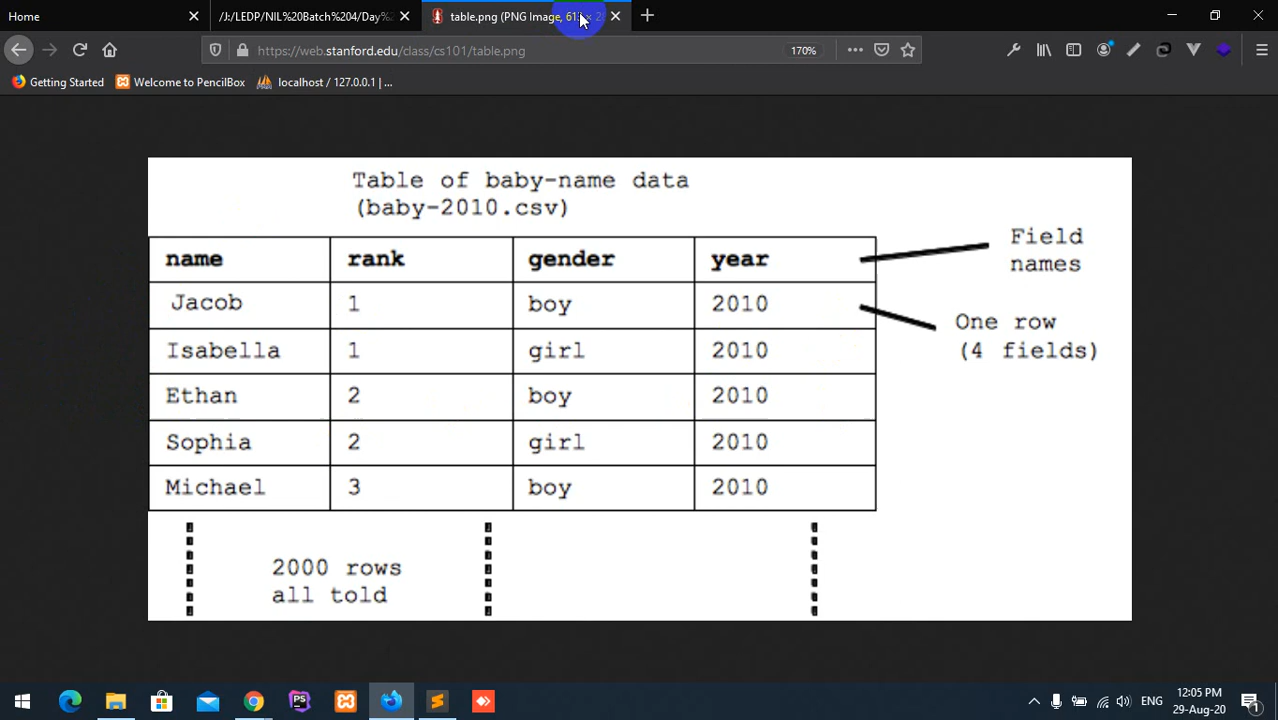 Home
/J:/LEDP/NIL%20Batch%204/Day%2
table.png (PNG Image, 61
https://web.stanford.edu/class/cs101/table.png
170%
Getting Started
Welcome to PencilBox
localhost / 127.0.0.1 | ...
Table of baby-name data
(baby-2010.csv)
name rank gender year
Field
names
Jacob 1 boy 2010
One row
(4 fields)
Isabella 1 girl 2010
Ethan 2 boy 2010
Sophia 2 girl 2010
Michael 3 boy 2010
2000 rows
all told
PS
ENG
12:05 PM
29-Aug-20
1